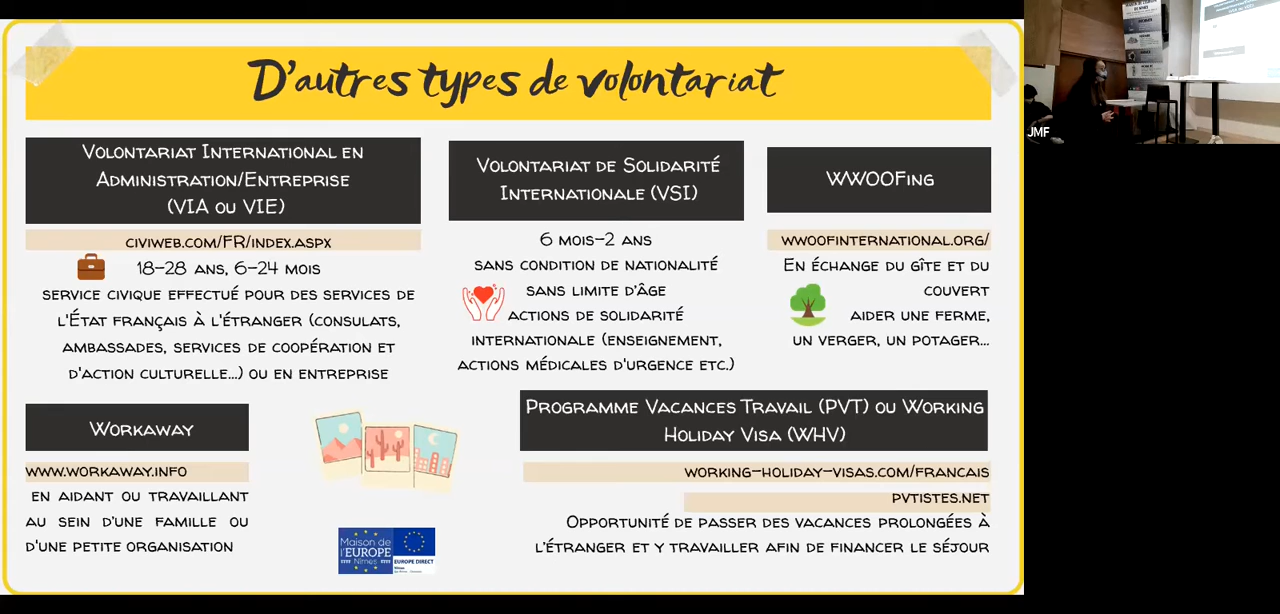 D'autres types de volontariat
Volontariat International en
Administration/Entreprise
(VIA ou VIE)
civiweb.com/FR/index.aspx
18-28 ans, 6-24 mois
service civique effectué pour des services de
l'État français à l'étranger (consulats,
ambassades, services de coopération et
d'action culturelle...) ou en entreprise
Volontariat de Solidarité
Internationale (VSI)
6 mois-2 ans
sans condition de nationalité
sans limite d'âge
actions de solidarité
internationale (enseignement,
actions médicales d'urgence etc.)
WWOOFing
wwoofinternational.org/
En échange du gîte et du
couvert
aider une ferme,
un verger, un potager...
Workaway
www.workaway.info
en aidant ou travaillant
au sein d'une famille ou
d'une petite organisation
Programme Vacances Travail (PVT) ou Working
Holiday Visa (WHV)
working-holiday-visas.com/francais
pvtistes.net
Opportunité de passer des vacances prolongées à
l'étranger et y travailler afin de financer le séjour
Maison de
l'EUROPE
Nîmes
EUROPE DIRECT
JMF